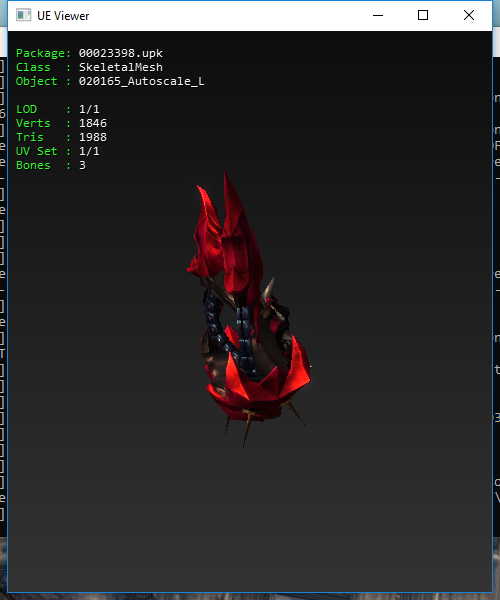 UE Viewer
Package: 00023398.upk
Class : SkeletalMesh
Object : 020165_Autoscale_L
LOD : 1/1
Verts : 1846
Tris : 1988
UV Set : 1/1
Bones : 3